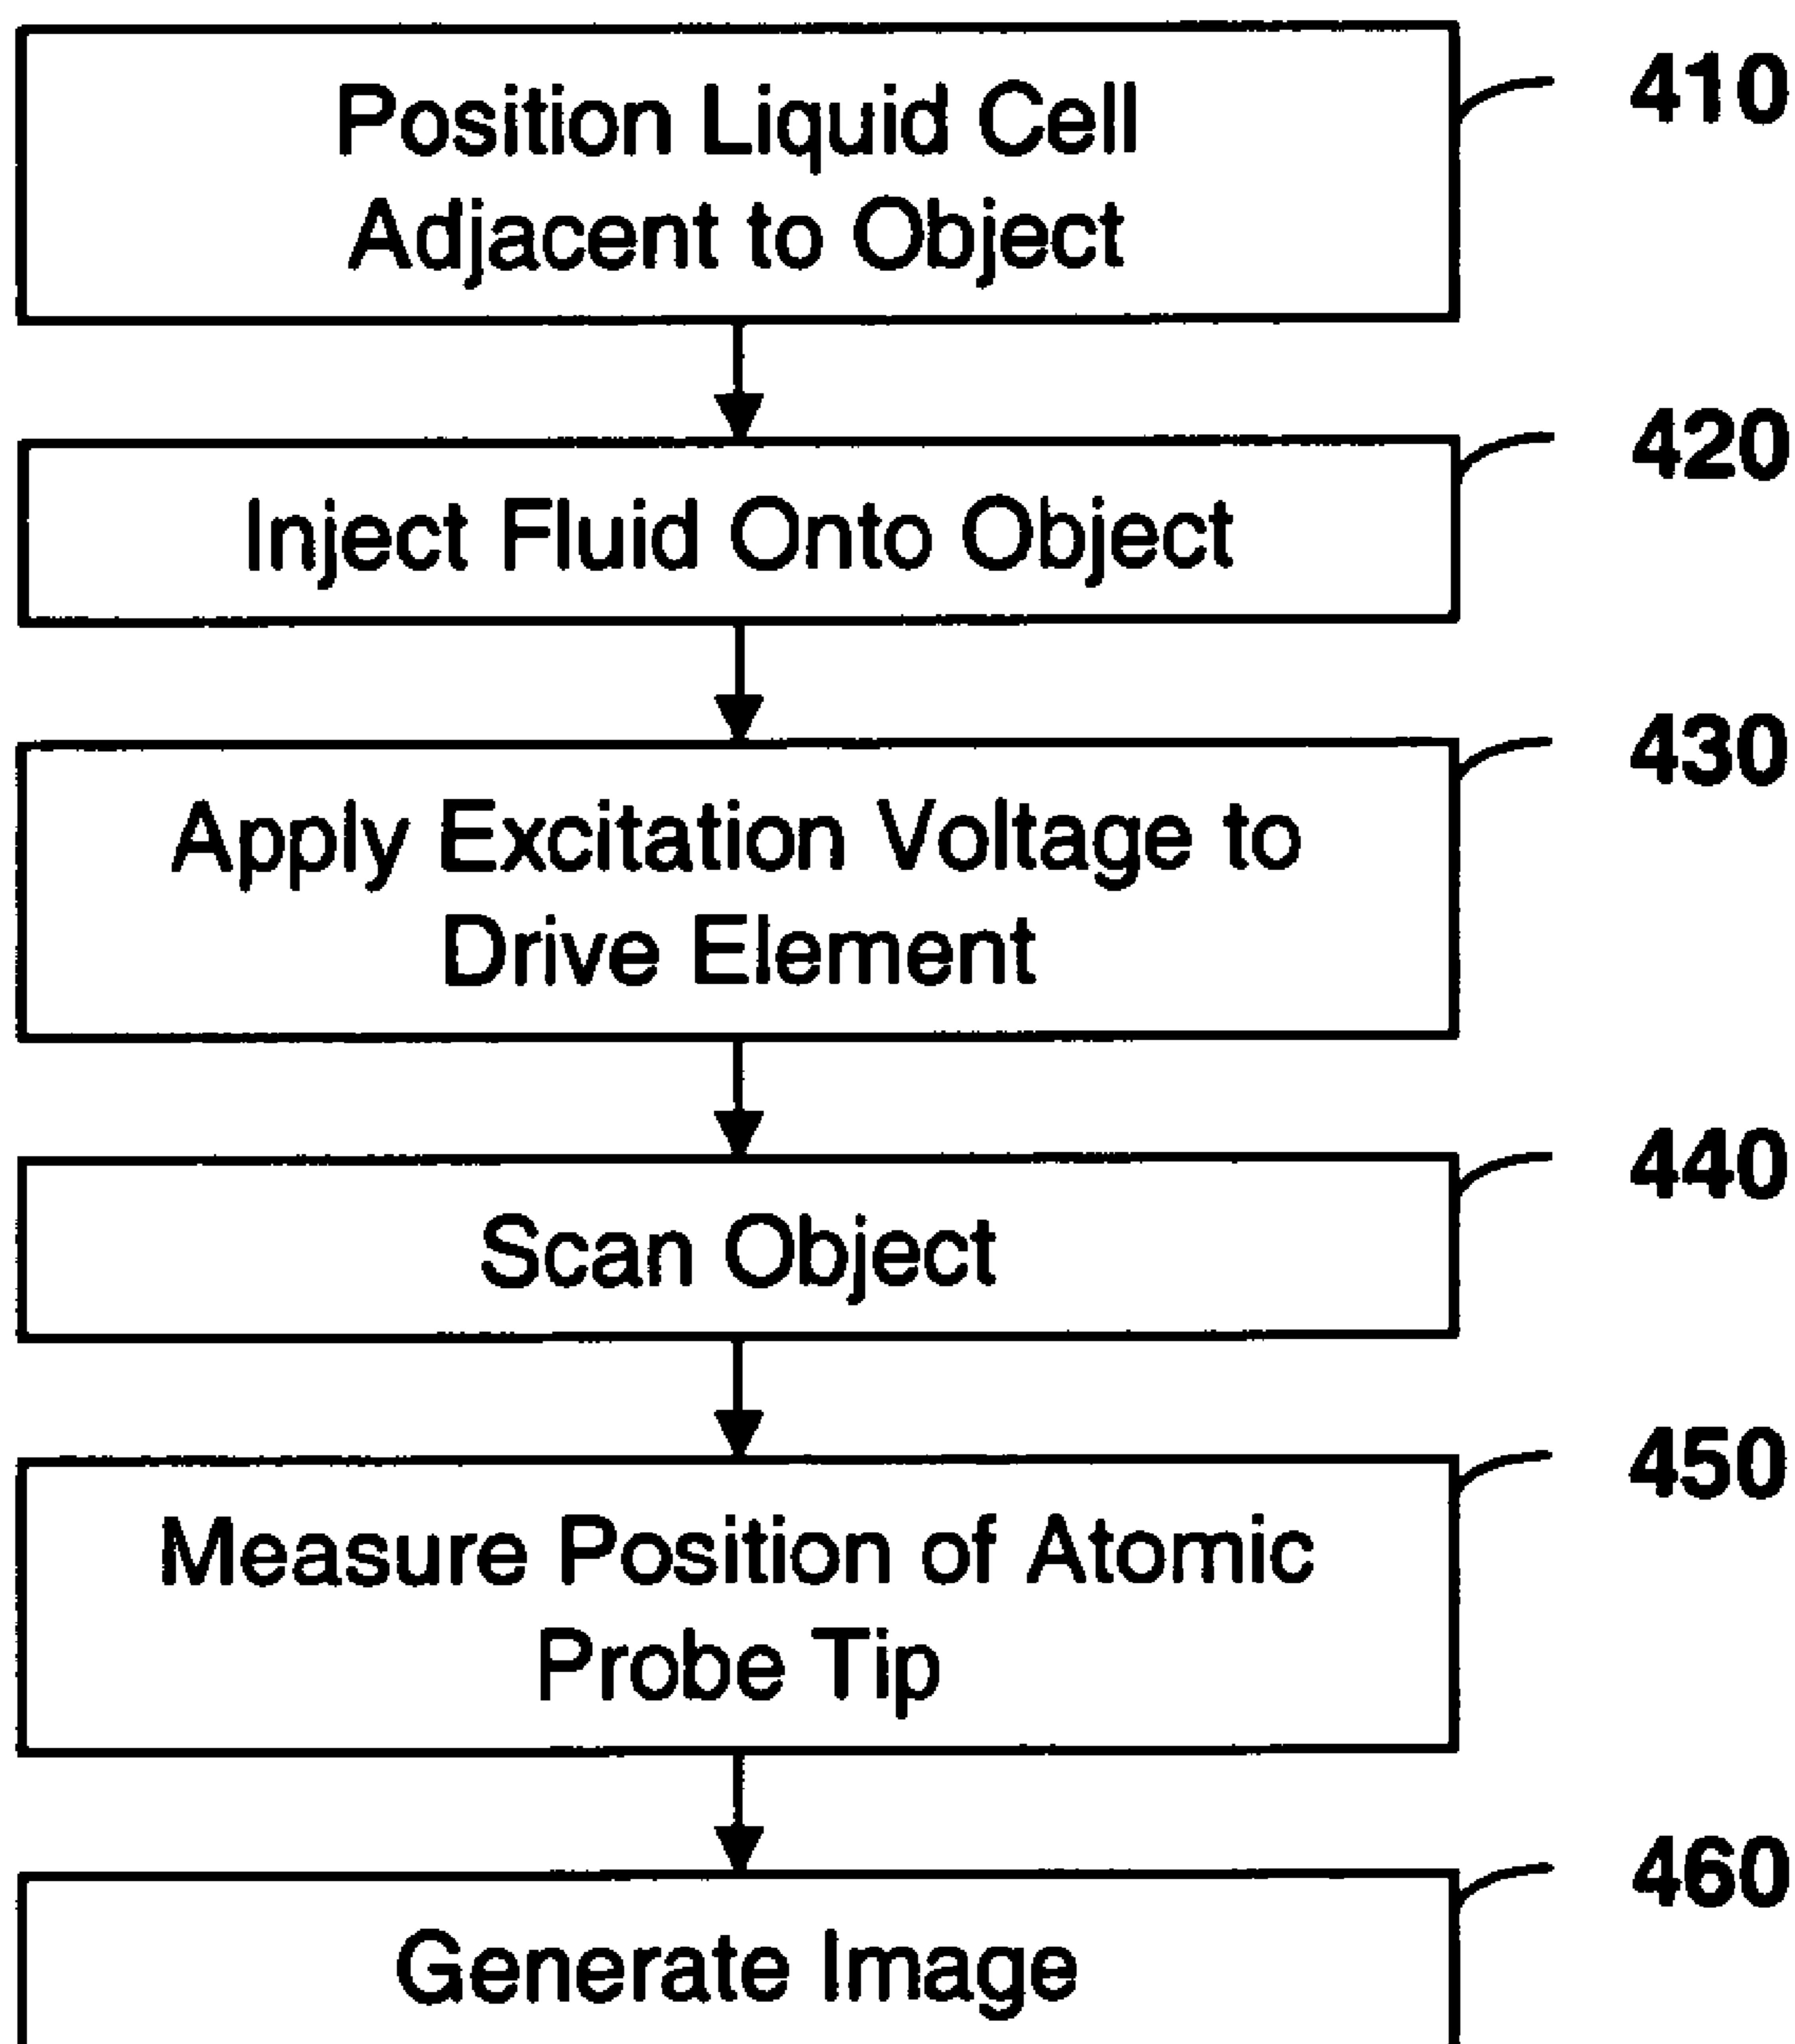 Position Liquid Cell
Adjacent to Object
410
Inject Fluid Onto Object
420
Apply Excitation Voltage to
Drive Element
430
Scan Object
440
Measure Position of Atomic
Probe Tip
450
Generate Image
460